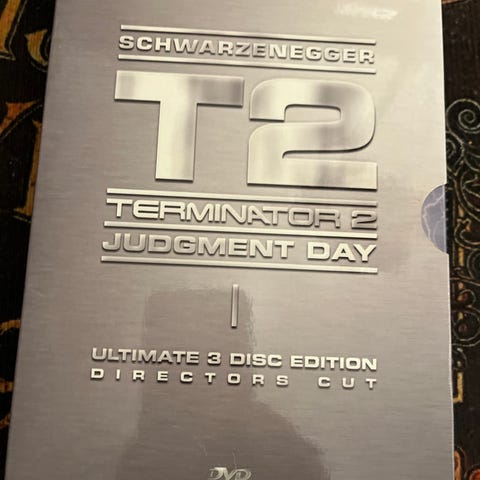 SCHWARZENEGGER
T2
TERMINATOR 2
JUDGMENT DAY
ULTIMATE 3 DISC EDITION
DIRECTORS CUT
DVD